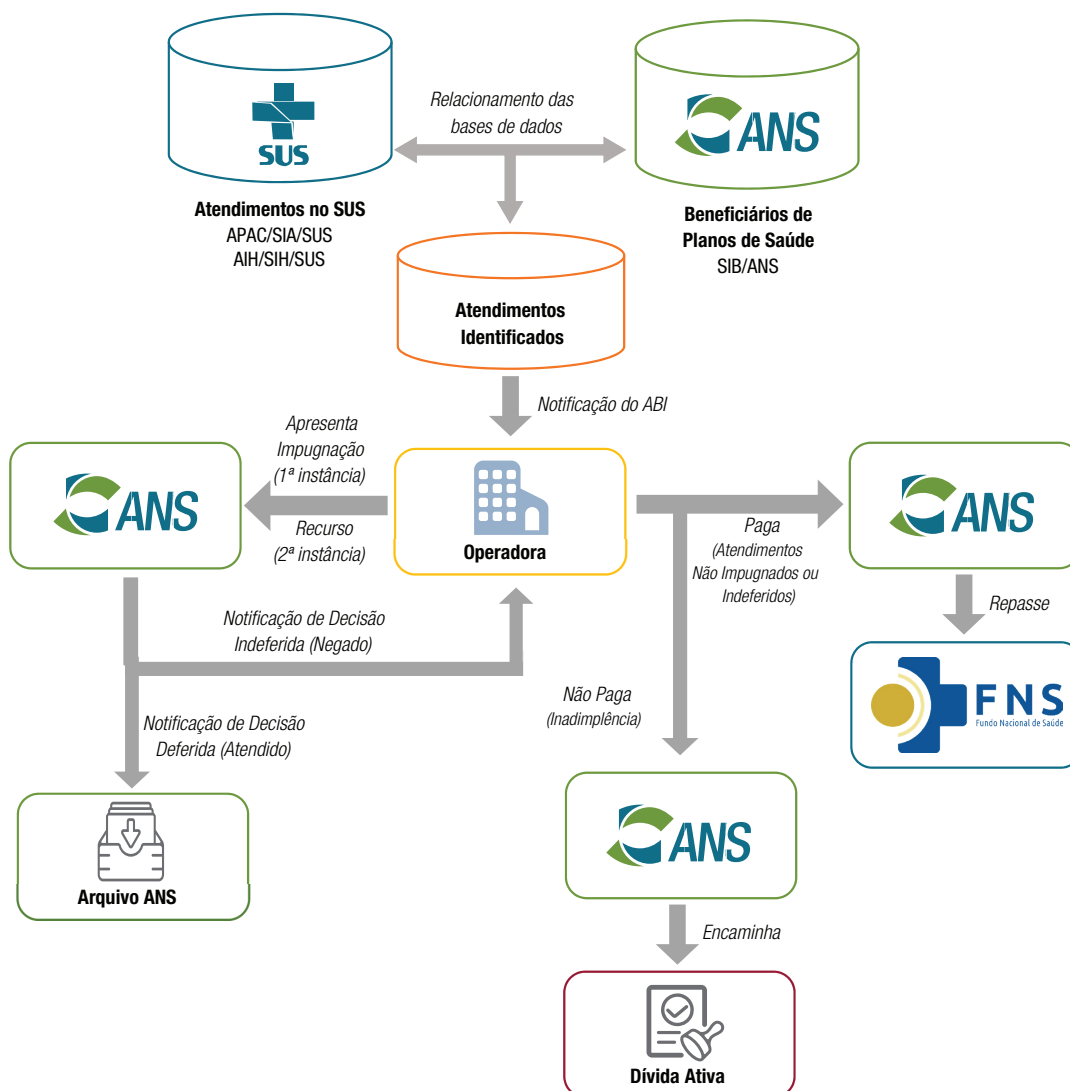 SUS
ANS
Relacionamento das
bases de dados
Atendimentos no SUS
APAC/SIA/SUS
AIH/SIH/SUS
Beneficiários de
Planos de Saúde
SIB/ANS
Atendimentos
Identificados
Notificação do ABI
Apresenta
Impugnação
(1ª instância)
Recurso
(2ª instância)
ANS
Operadora
Paga
(Atendimentos
Não Impugnados ou
Indeferidos)
ANS
Repasse
FNS
Fundo Nacional de Saúde
Notificação de Decisão
Indeferida (Negado)
Notificação de Decisão
Deferida (Atendido)
Não Paga
(Inadimplência)
Arquivo ANS
ANS
Encaminha
Dívida Ativa